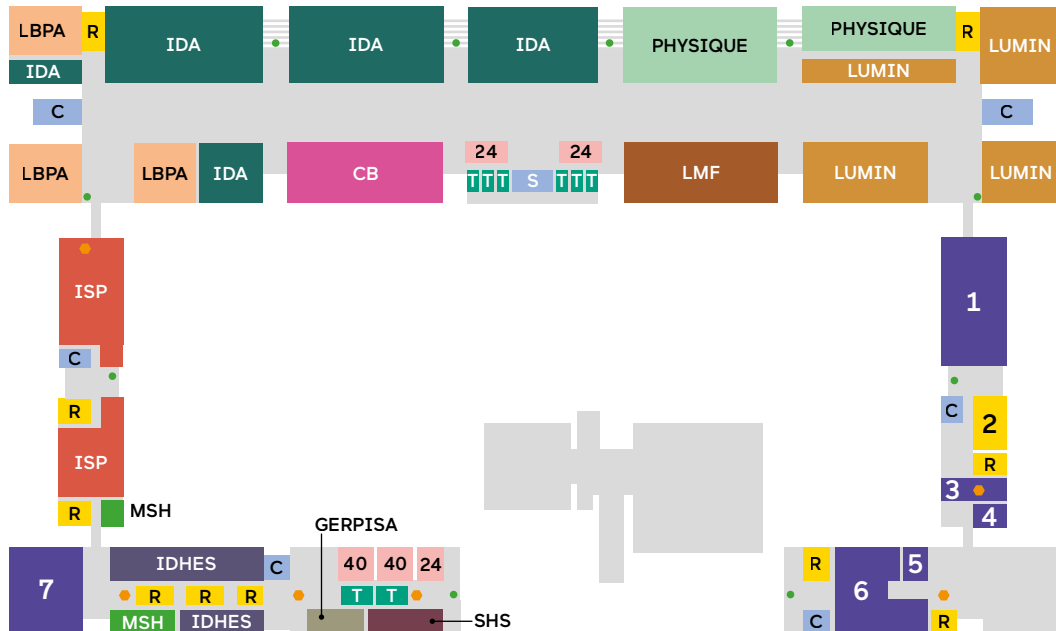 LBPA R IDA IDA IDA PHYSIQUE PHYSIQUE R LUMIN
IDA LUMIN
C C
LBPA LBPA IDA CB 24 24 LMF LUMIN LUMIN
T T T S T T T
ISP 1
C
R C 2
ISP R
3
R MSH 4
GERPISA
7 IDHES C 40 40 24 R 6 5
R R R T T
MSH IDHES SHS C R